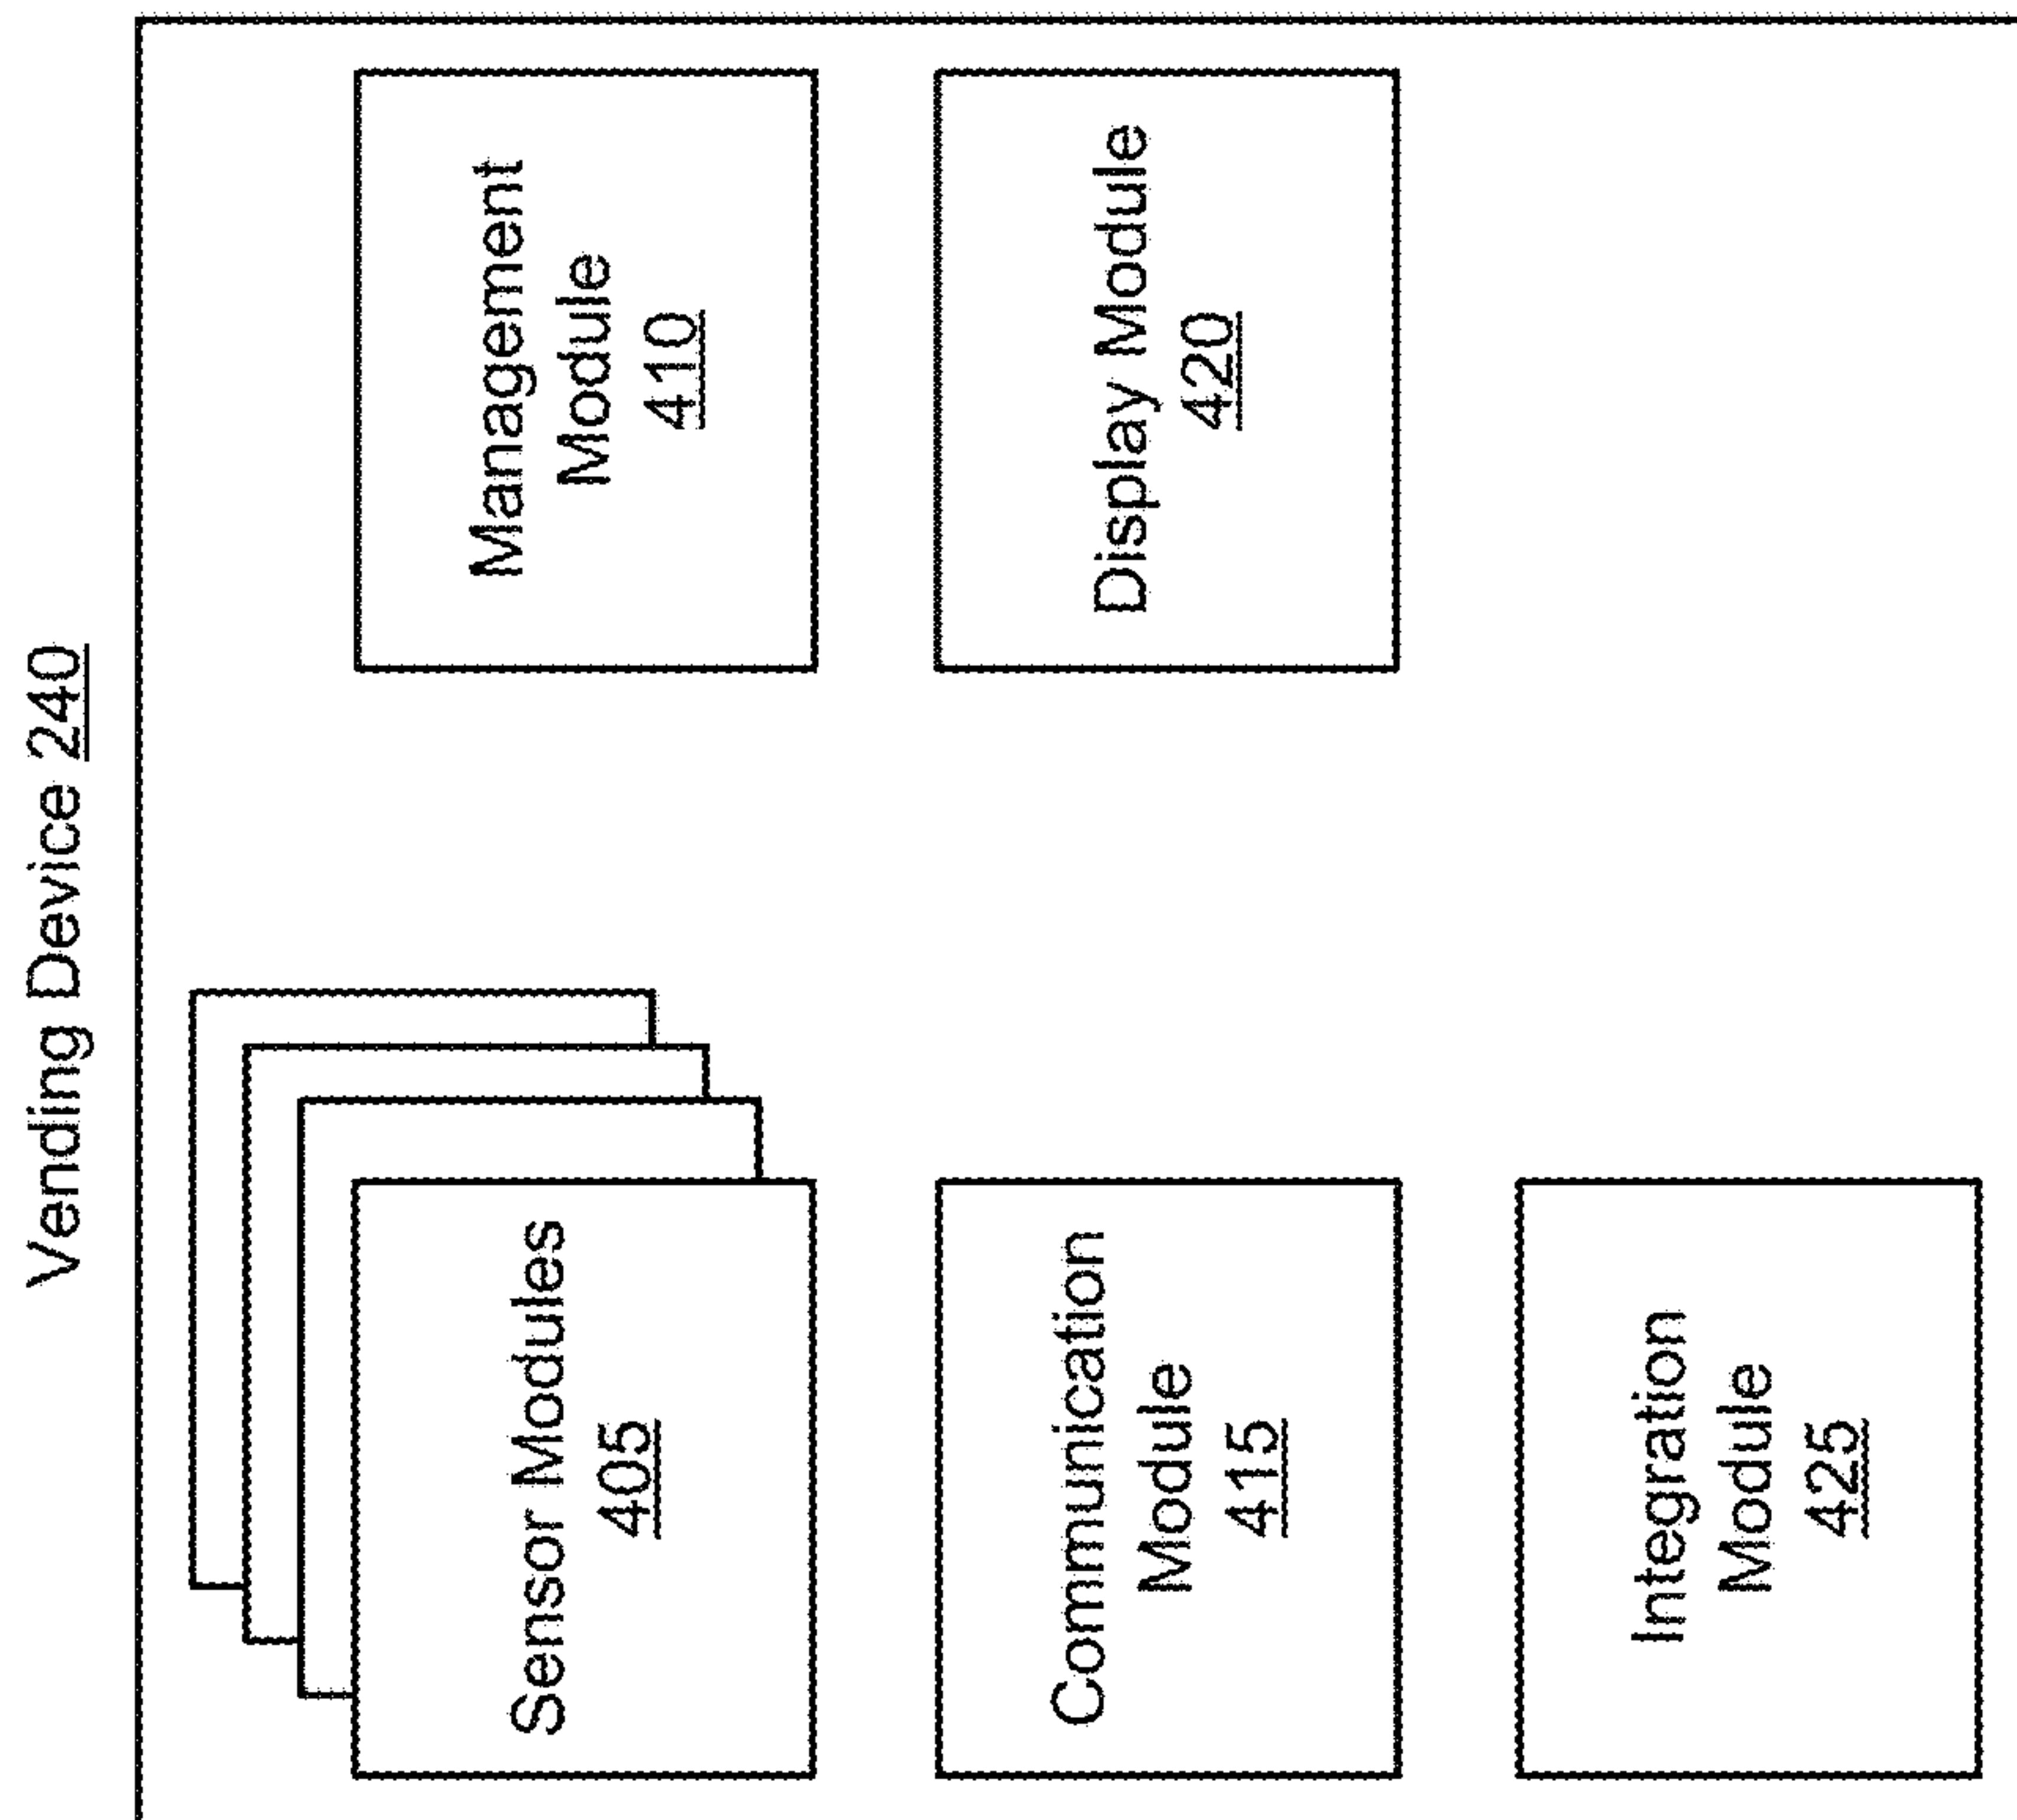 Vending Device 240
Sensor Modules
405
Management
Module
410
Communication
Module
415
Display Module
420
Integration
Module
425